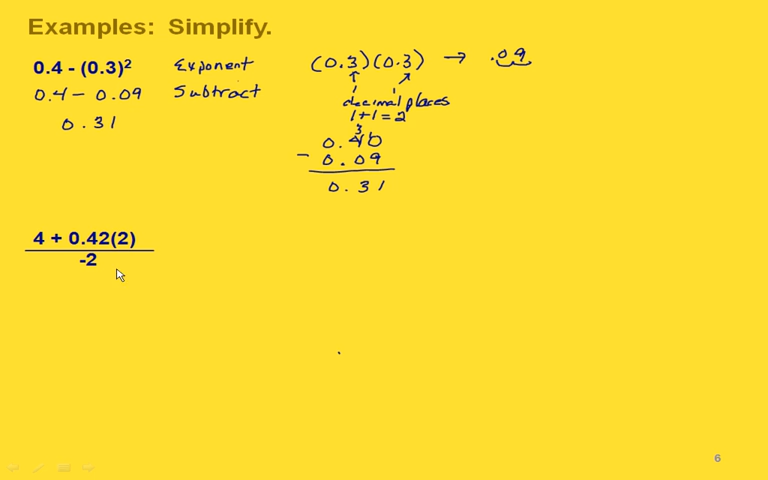 Examples: Simplify.
0.4 - (0.3)² Exponent (0.3)(0.3) → .09
0.4 - 0.09 Subtract
1 1
decimal places
1+1=2
0.31
3
0.40
- 0.09
0.31
4 + 0.42(2)
-2
6